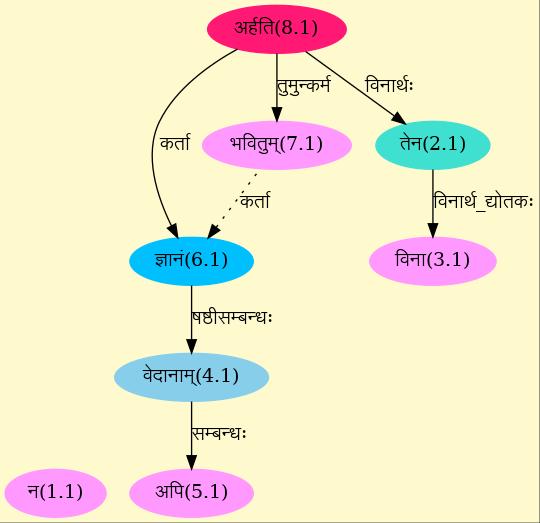 अर्हति(8.1)
तुमुन्कर्म
विनार्थः
कर्ता
भवितुम्(7.1)
तेन(2.1)
कर्ता
विनार्थ_द्योतकः
ज्ञानं(6.1)
विना(3.1)
षष्ठीसम्बन्धः
वेदानाम्(4.1)
सम्बन्धः
न(1.1)
अपि(5.1)